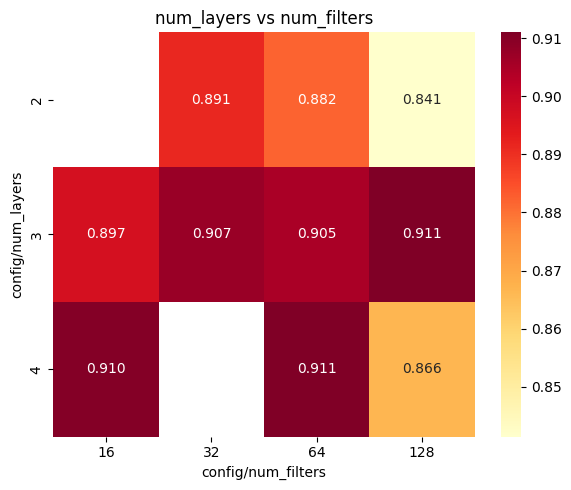 num_layers vs num_filters
config/num_layers
2
0.891 0.882 0.841
3
0.897 0.907 0.905 0.911
4
0.910 0.911 0.866
16 32 64 128
config/num_filters
0.91
0.90
0.89
0.88
0.87
0.86
0.85